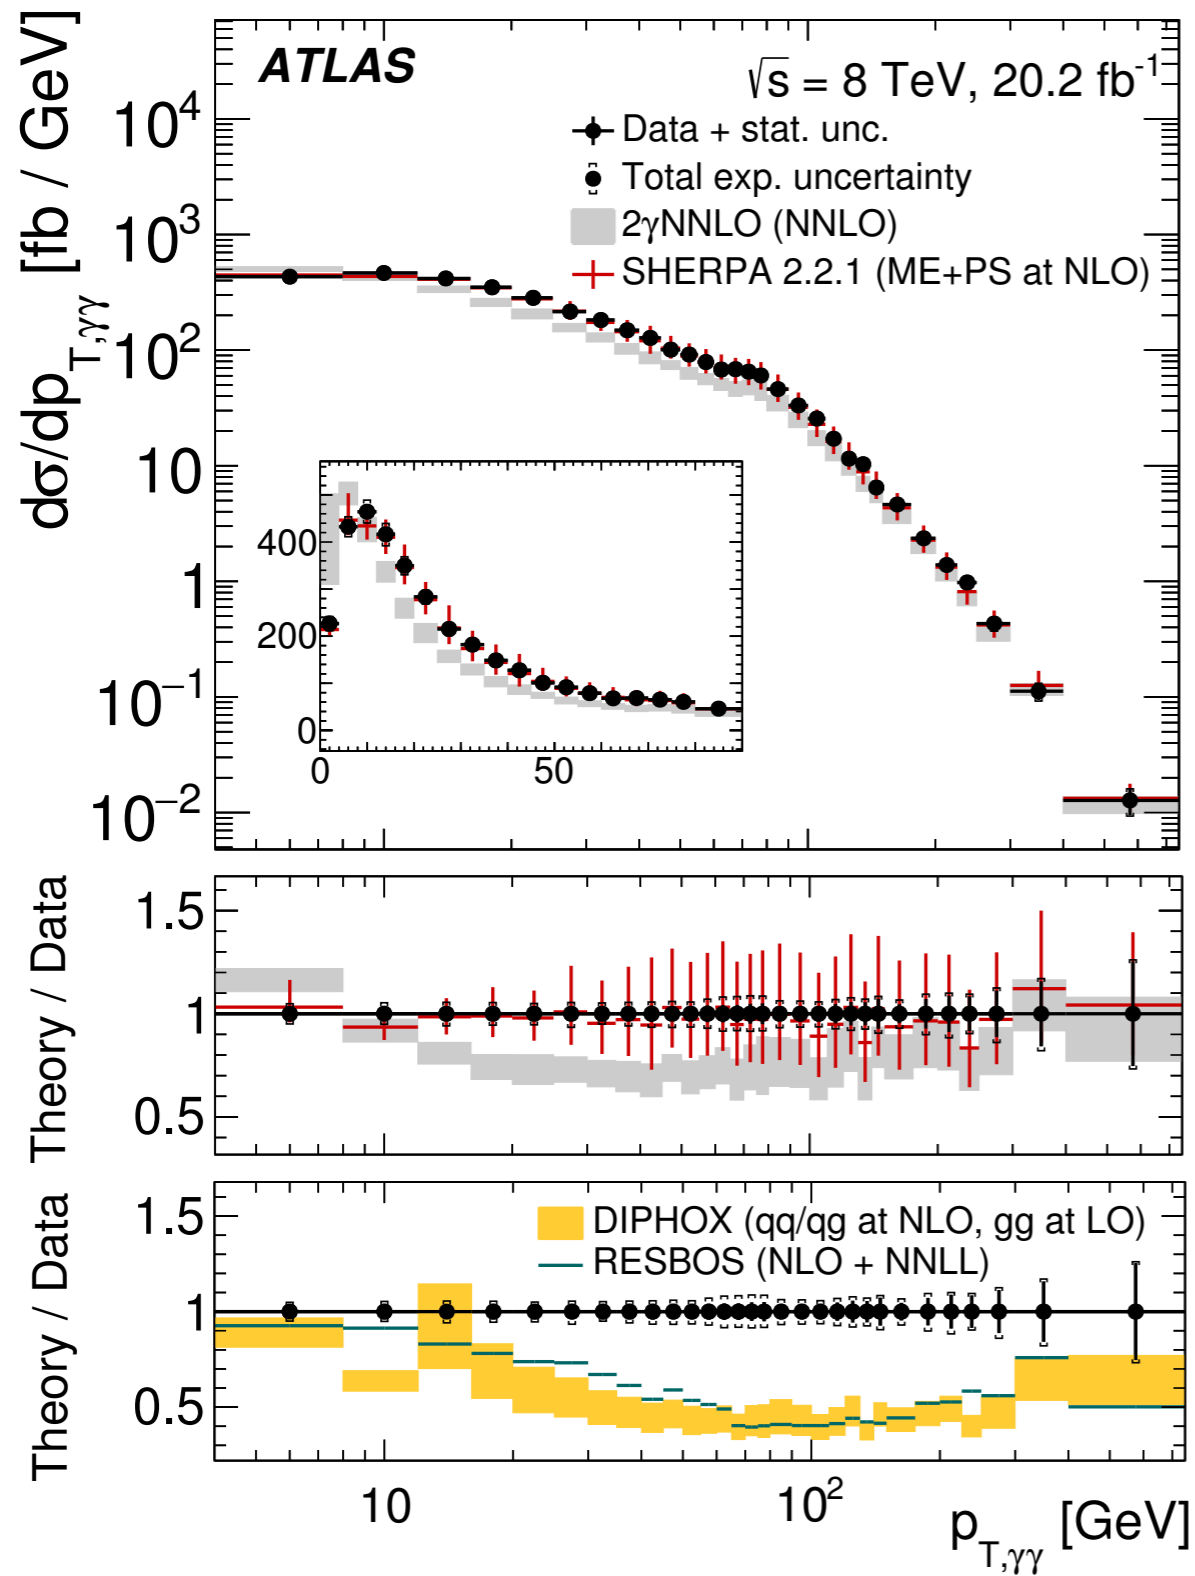 ATLAS
√s = 8 TeV, 20.2 fb⁻¹
Data + stat. unc.
Total exp. uncertainty
2γNNLO (NNLO)
SHERPA 2.2.1 (ME+PS at NLO)
dσ/dp_T,γγ [fb / GeV]
10⁴
10³
10²
10
1
10⁻¹
10⁻²
400
200
0
0 50
Theory / Data
1.5
1
0.5
Theory / Data
1.5
1
0.5
DIPHOX (qq/qg at NLO, gg at LO)
RESBOS (NLO + NNLL)
10 10²
p_T,γγ [GeV]